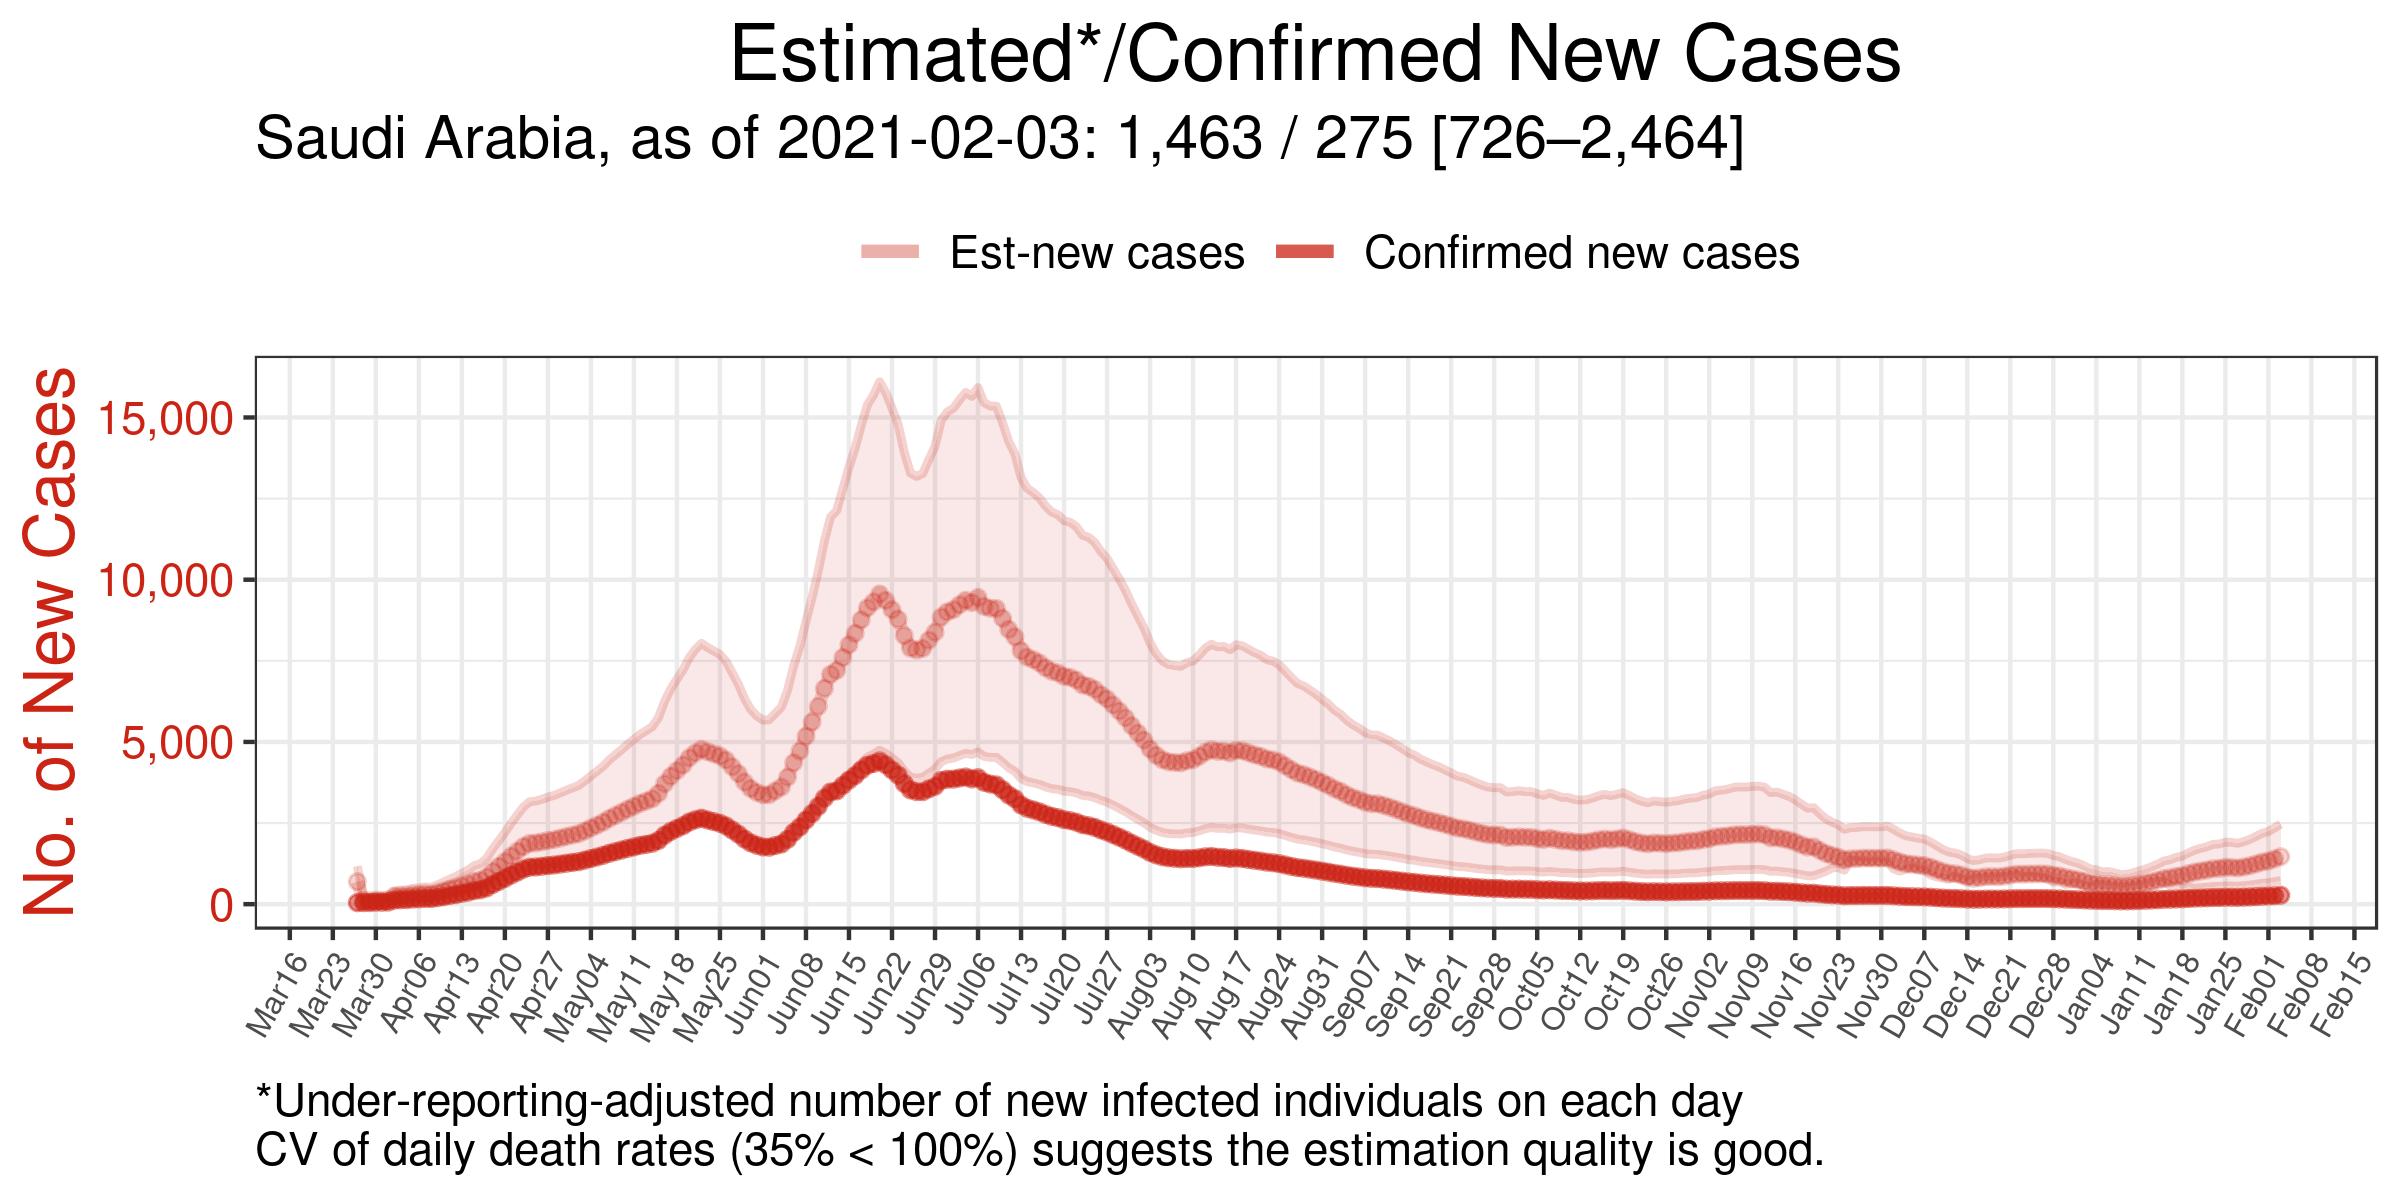 Estimated*/Confirmed New Cases
Saudi Arabia, as of 2021-02-03: 1,463 / 275 [726–2,464]
Est-new cases Confirmed new cases
No. of New Cases
15,000
10,000
5,000
0
Mar16 Mar23 Mar30 Apr06 Apr13 Apr20 Apr27 May04 May11 May18 May25 Jun01 Jun08 Jun15 Jun22 Jun29 Jul06 Jul13 Jul20 Jul27 Aug03 Aug10 Aug17 Aug24 Aug31 Sep07 Sep14 Sep21 Sep28 Oct05 Oct12 Oct19 Oct26 Nov02 Nov09 Nov16 Nov23 Nov30 Dec07 Dec14 Dec21 Dec28 Jan04 Jan11 Jan18 Jan25 Feb01 Feb08 Feb15
*Under-reporting-adjusted number of new infected individuals on each day
CV of daily death rates (35% < 100%) suggests the estimation quality is good.